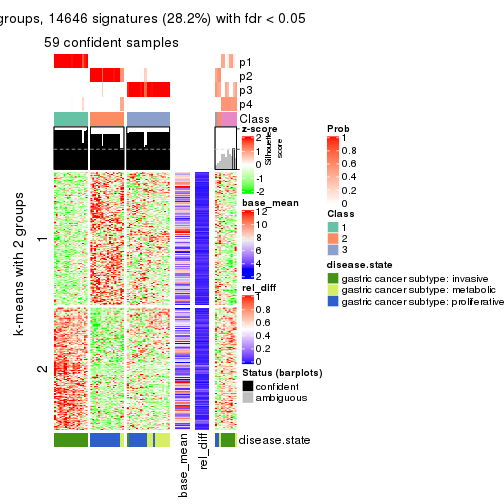 groups, 14646 signatures (28.2%) with fdr < 0.05
59 confident samples
p1
p2
p3
p4
Class
Silhouette
score
k-means with 2 groups
1
2
base_mean
rel_diff
disease.state
z-score
2
1
0
-1
-2
base_mean
12
10
8
6
4
2
rel_diff
1
0.8
0.6
0.4
0.2
0
Status (barplots)
confident
ambiguous
Prob
1
0.8
0.6
0.4
0.2
0
Class
1
2
3
disease.state
gastric cancer subtype: invasive
gastric cancer subtype: metabolic
gastric cancer subtype: proliferative